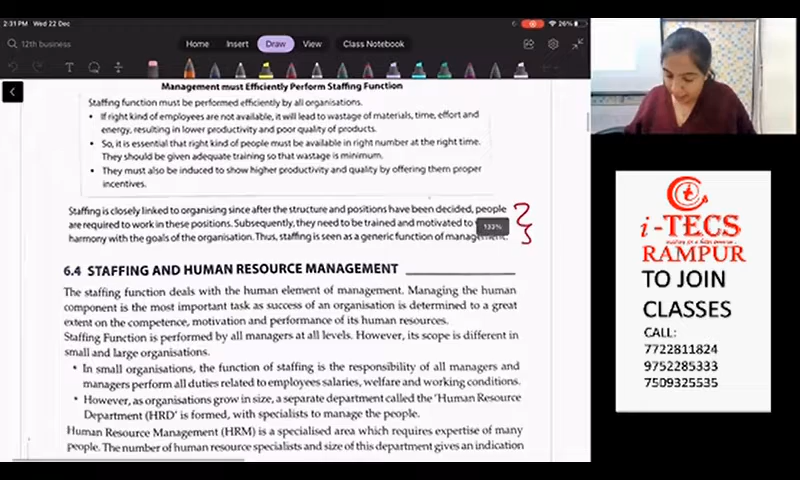 2:31 PM Wed 22 Dec
26%
12th business
Home Insert Draw View Class Notebook
Management must Efficiently Perform Staffing Function
Staffing function must be performed efficiently by all organisations.
• If right kind of employees are not available, it will lead to wastage of materials, time, effort and
energy, resulting in lower productivity and poor quality of products.
• So, it is essential that right kind of people must be available in right number at the right time.
They should be given adequate training so that wastage is minimum.
• They must also be induced to show higher productivity and quality by offering them proper
incentives.
Staffing is closely linked to organising since after the structure and positions have been decided, people
are required to work in these positions. Subsequently, they need to be trained and motivated to
133%
harmony with the goals of the organisation. Thus, staffing is seen as a generic function of management.
6.4 STAFFING AND HUMAN RESOURCE MANAGEMENT
The staffing function deals with the human element of management. Managing the human
component is the most important task as success of an organisation is determined to a great
extent on the competence, motivation and performance of its human resources.
Staffing Function is performed by all managers at all levels. However, its scope is different in
small and large organisations.
• In small organisations, the function of staffing is the responsibility of all managers and
managers perform all duties related to employees salaries, welfare and working conditions.
• However, as organisations grow in size, a separate department called the 'Human Resource
Department (HRD' is formed, with specialists to manage the people.
Human Resource Management (HRM) is a specialised area which requires expertise of many
people. The number of human resource specialists and size of this department gives an indication
i-TECS
RAMPUR
TO JOIN
CLASSES
CALL:
7722811824
9752285333
7509325535